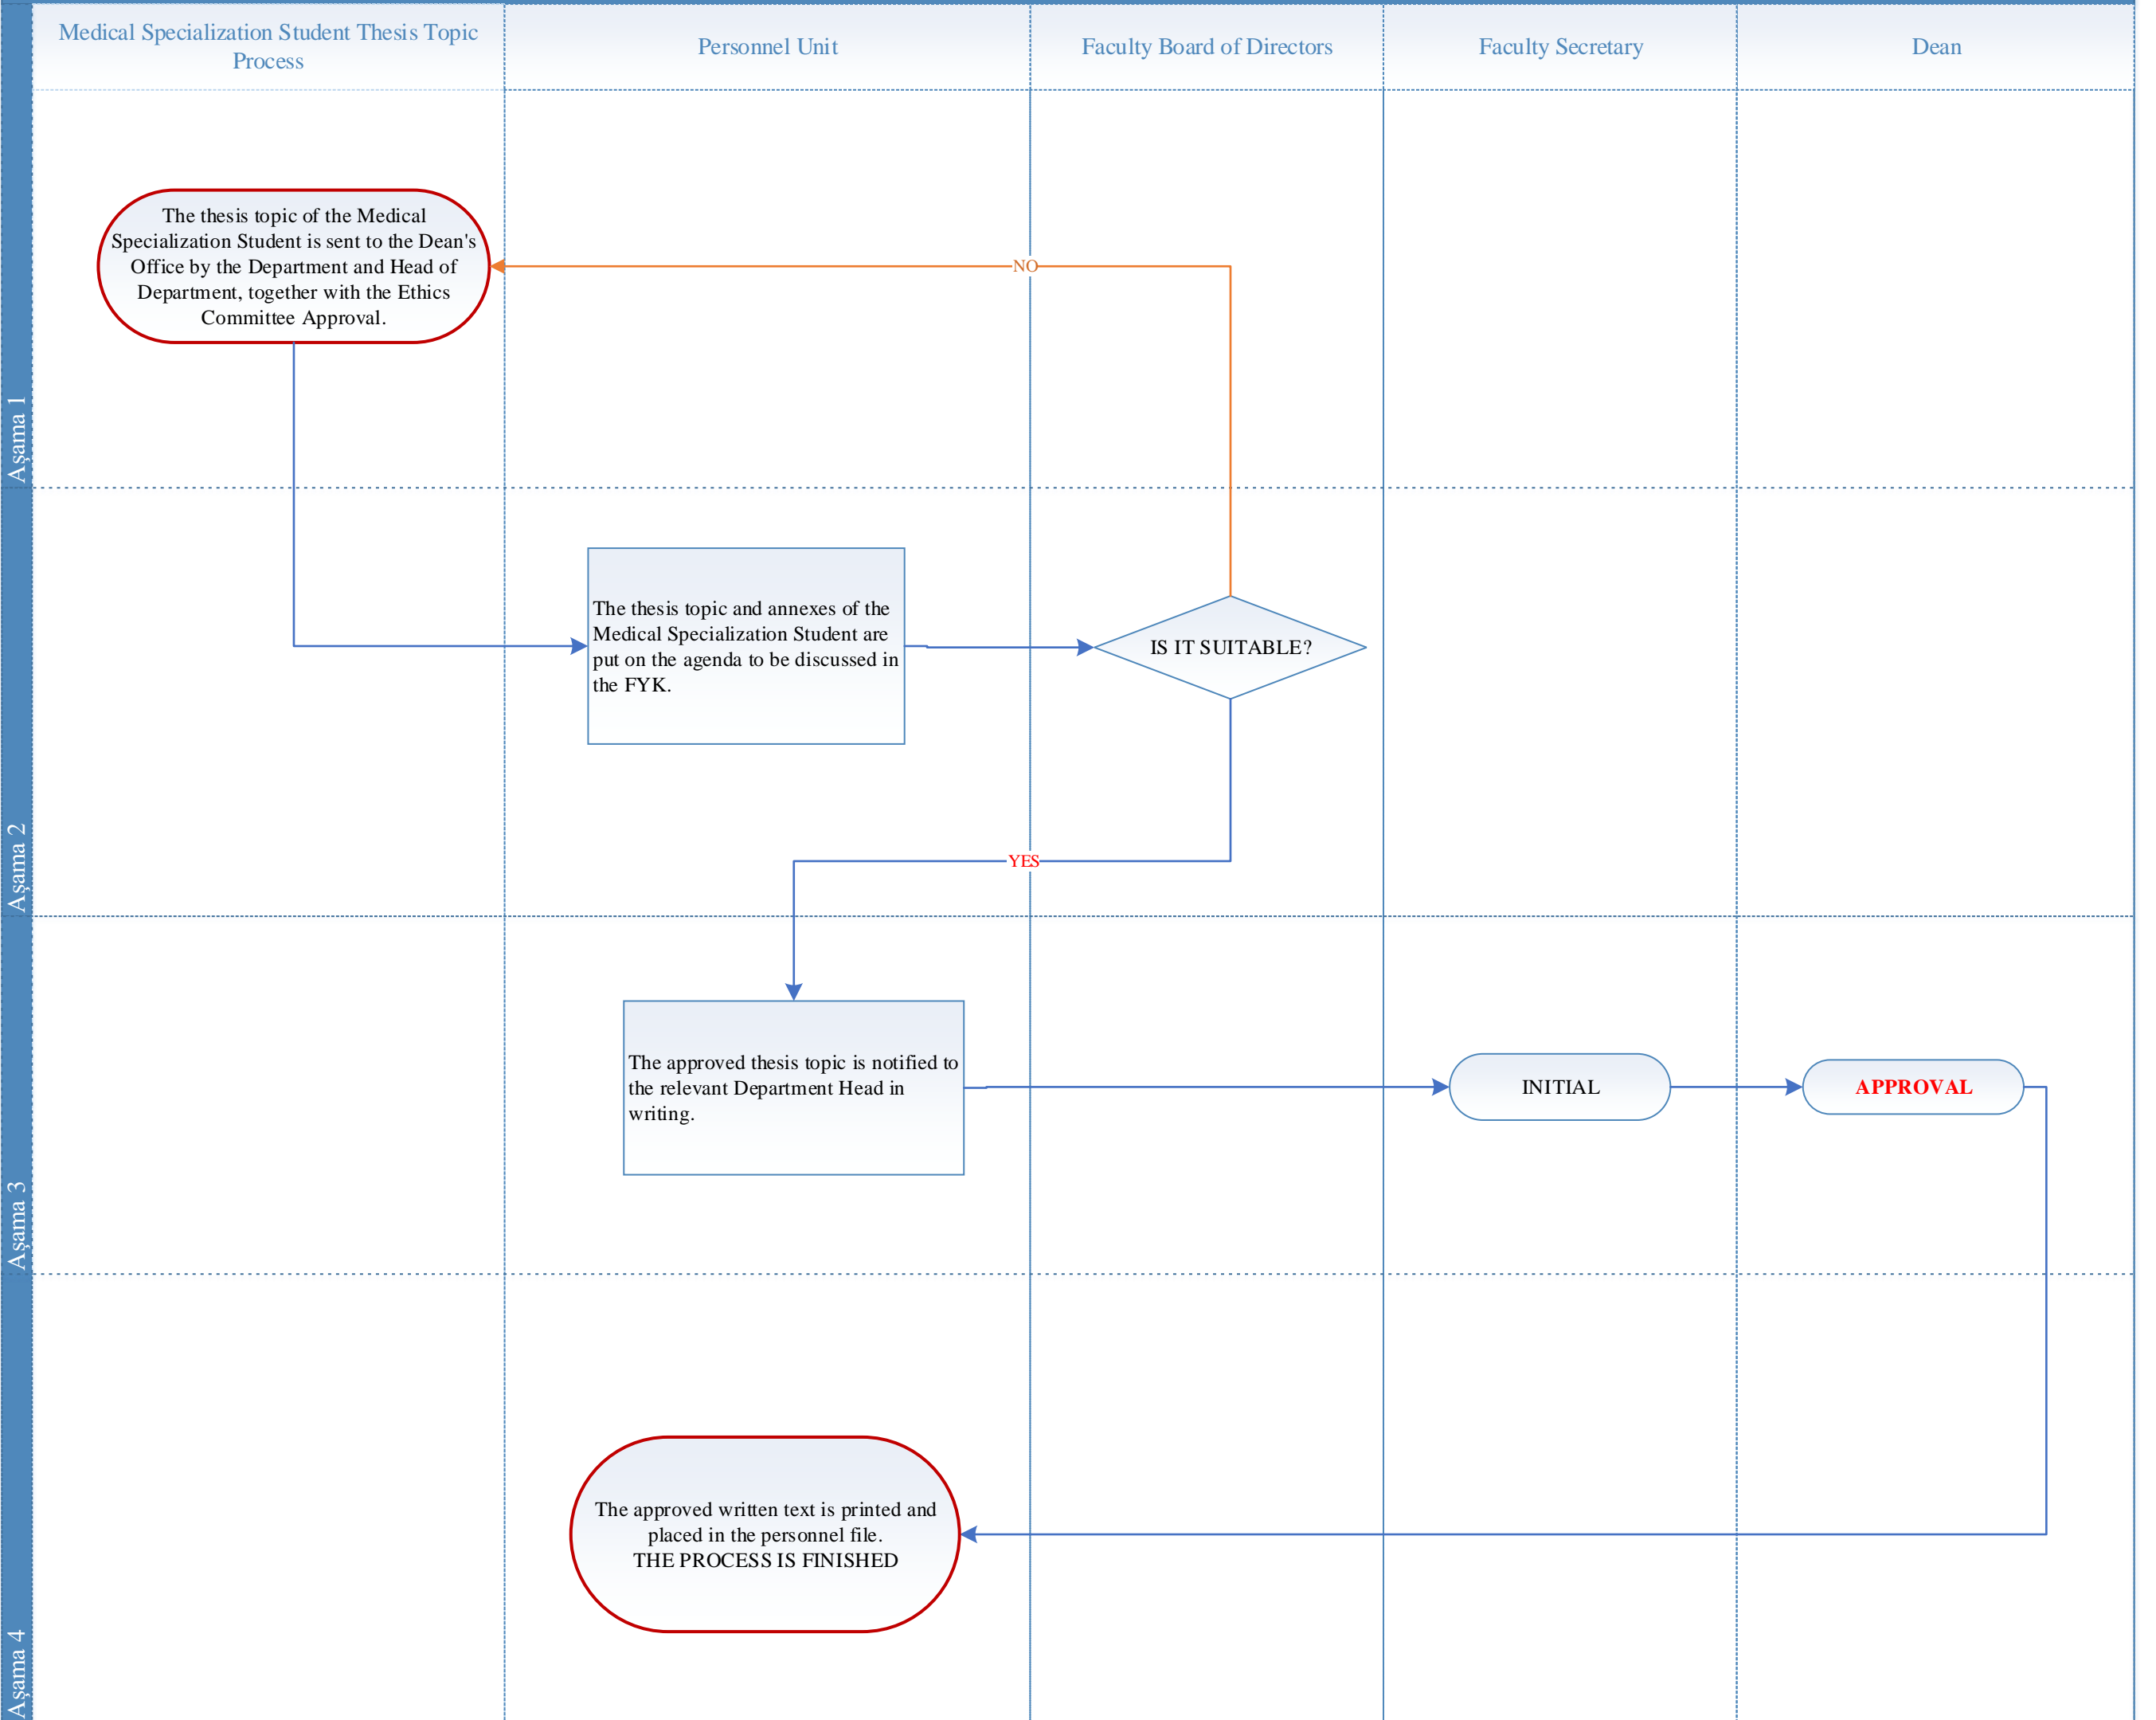 Medical Specialization Student Thesis Topic
Process
Personnel Unit
Faculty Board of Directors
Faculty Secretary
Dean
Aşama 1
The thesis topic of the Medical
Specialization Student is sent to the Dean's
Office by the Department and Head of
Department, together with the Ethics
Committee Approval.
NO
Aşama 2
The thesis topic and annexes of the
Medical Specialization Student are
put on the agenda to be discussed in
the FYK.
IS IT SUITABLE?
YES
Aşama 3
The approved thesis topic is notified to
the relevant Department Head in
writing.
INITIAL
APPROVAL
Aşama 4
The approved written text is printed and
placed in the personnel file.
THE PROCESS IS FINISHED